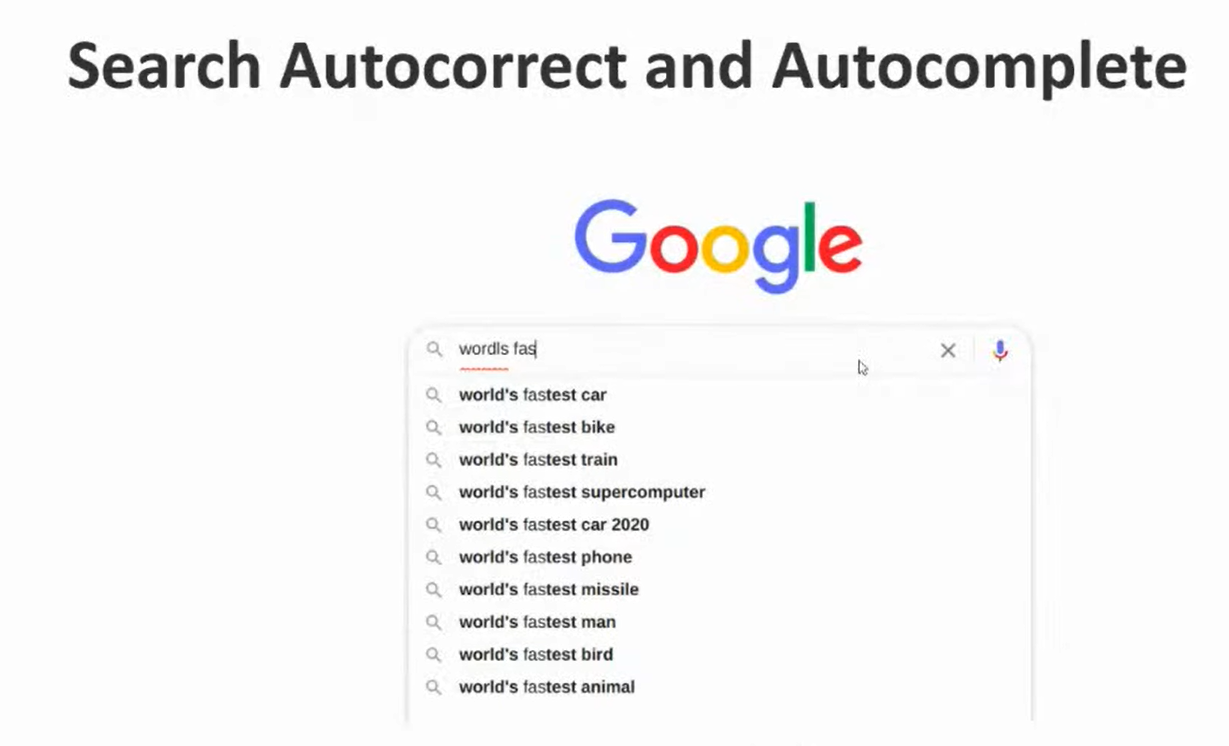 Search Autocorrect and Autocomplete
Google
wordls fas
world's fastest car
world's fastest bike
world's fastest train
world's fastest supercomputer
world's fastest car 2020
world's fastest phone
world's fastest missile
world's fastest man
world's fastest bird
world's fastest animal